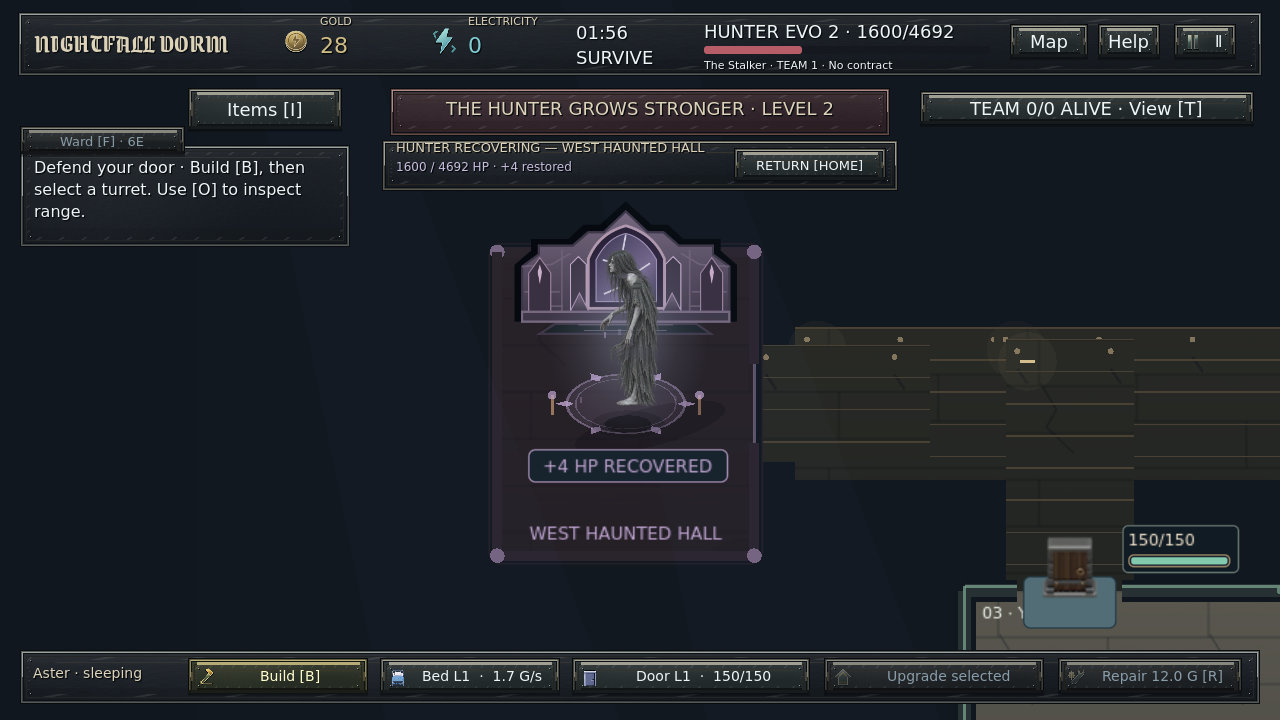 NIGHTFALL DORM
GOLD
28
ELECTRICITY
0
01:56
SURVIVE
HUNTER EVO 2 · 1600/4692
The Stalker · TEAM 1 · No contract
Map
Help
II
Items [I]
THE HUNTER GROWS STRONGER · LEVEL 2
TEAM 0/0 ALIVE · View [T]
Ward [F] · 6E
Defend your door · Build [B], then
select a turret. Use [O] to inspect
range.
HUNTER RECOVERING — WEST HAUNTED HALL
1600 / 4692 HP · +4 restored
RETURN [HOME]
+4 HP RECOVERED
WEST HAUNTED HALL
150/150
03 ·
Aster · sleeping
Build [B]
Bed L1 · 1.7 G/s
Door L1 · 150/150
Upgrade selected
Repair 12.0 G [R]